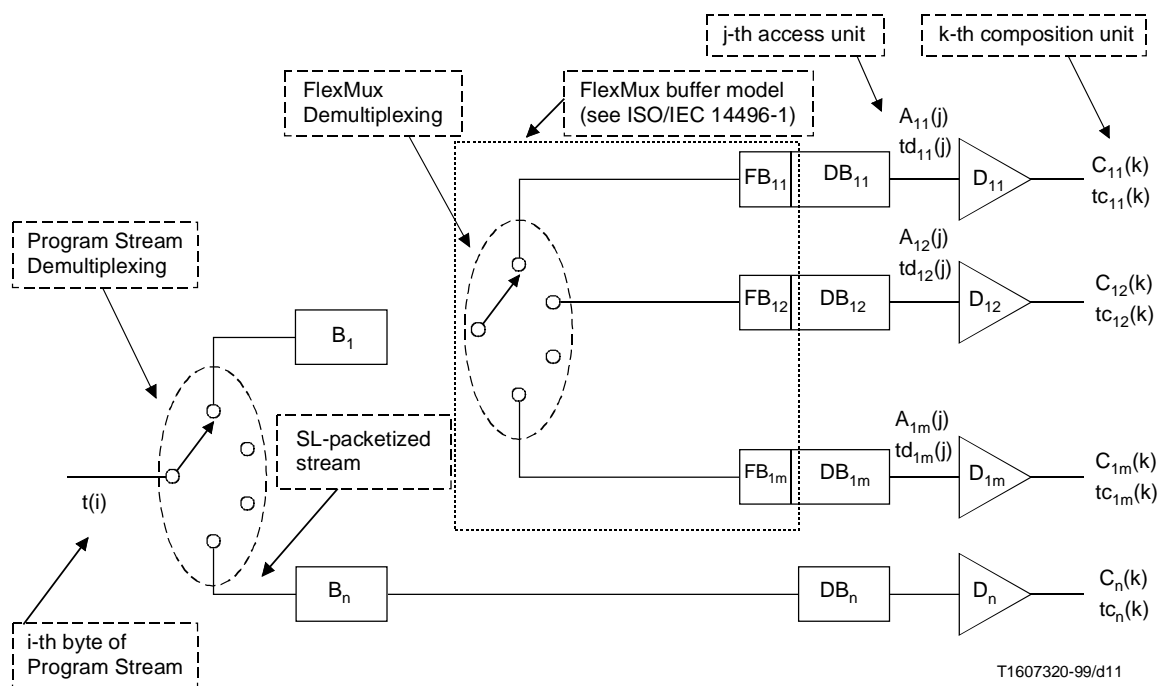 j-th access unit
k-th composition unit
FlexMux
Demultiplexing
FlexMux buffer model
(see ISO/IEC 14496-1)
A₁₁(j)
td₁₁(j)
FB₁₁
DB₁₁
D₁₁
C₁₁(k)
tc₁₁(k)
Program Stream
Demultiplexing
A₁₂(j)
td₁₂(j)
FB₁₂
DB₁₂
D₁₂
C₁₂(k)
tc₁₂(k)
B₁
SL-packetized
stream
A₁ₘ(j)
td₁ₘ(j)
FB₁ₘ
DB₁ₘ
D₁ₘ
C₁ₘ(k)
tc₁ₘ(k)
t(i)
Bₙ
DBₙ
Dₙ
Cₙ(k)
tcₙ(k)
i-th byte of
Program Stream
T1607320-99/d11